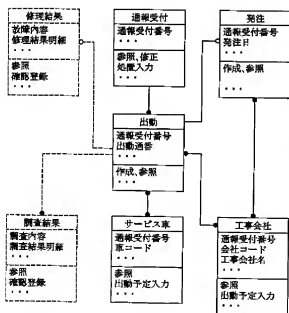 修理結果
故障内容
修理結果明細
・・・
参照
確認登録
・・・
通報受付
通報受付番号
・・・
参照、修正
処置入力
・・・
発注
通報受付番号
発注日
・・・
作成、参照
・・・
出動
通報受付番号
出動通番
・・・
作成、参照
・・・
調査結果
調査内容
調査結果明細
・・・
参照
確認登録
・・・
サービス車
通報受付番号
車コード
・・・
参照
出動予定入力
・・・
工事会社
通報受付番号
会社コード
工事会社名
・・・
参照
出動予定入力
・・・